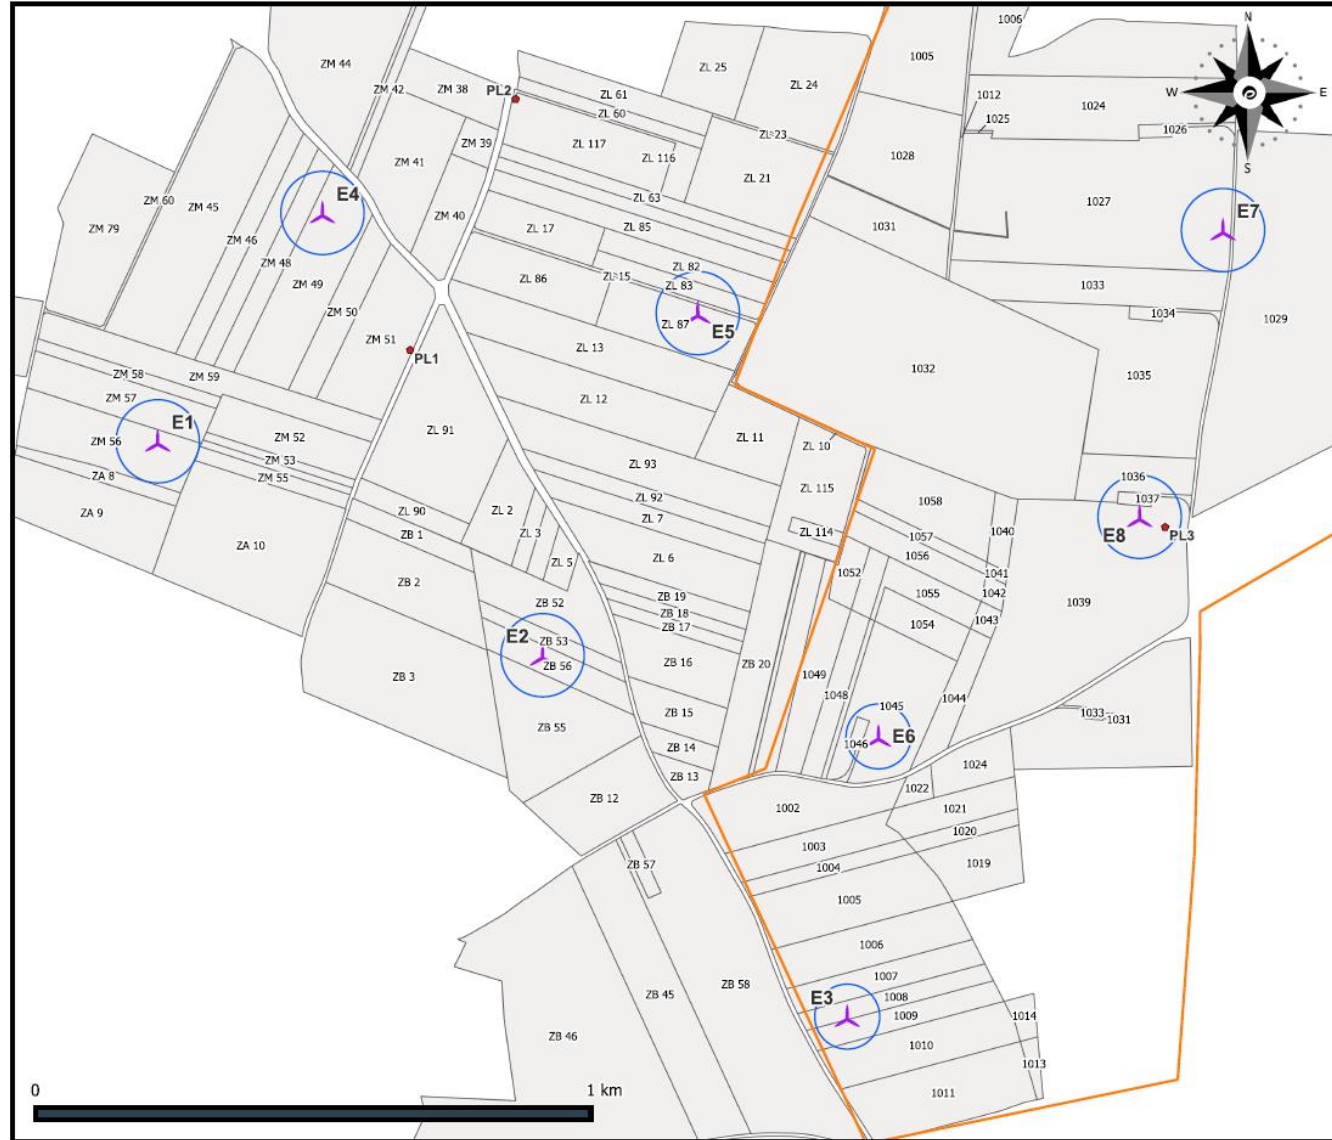 1006
N
W
E
S
ZM 44
ZM 42
ZM 38
PL2
ZL 61
ZL 60
ZL 25
ZL 24
1005
1012
1025
1024
1026
ZM 41
ZM 39
ZL 117
ZL 116
ZL 23
ZL 21
1028
ZM 79
ZM 60
ZM 45
E4
ZM 40
ZL 63
ZL 85
ZL 17
1031
1027
E7
ZM 46
ZM 48
ZM 49
ZM 50
ZL 86
ZL 15
ZL 82
ZL 83
ZL 87
E5
1033
1034
1029
ZM 51
PL1
ZL 13
1032
1035
ZM 58
ZM 59
ZM 57
ZL 12
E1
ZM 56
ZM 52
ZM 53
ZM 55
ZL 91
ZL 11
ZL 10
ZA 8
ZA 9
ZL 93
ZL 92
ZL 7
ZL 115
1058
1036
1037
ZA 10
ZL 90
ZB 1
ZL 2
ZL 3
ZL 5
ZL 6
ZL 114
1057
1056
1040
E8
PL3
ZB 2
ZB 52
ZB 19
ZB 18
ZB 17
1052
1055
1054
1041
1042
1043
1039
E2
ZB 53
ZB 56
ZB 3
ZB 16
ZB 20
1049
1048
1044
ZB 55
ZB 15
ZB 14
ZB 13
1045
1046
E6
1033
1031
ZB 12
1002
1022
1024
1021
1020
1019
ZB 57
1003
1004
1005
1006
1007
1008
1009
E3
ZB 45
ZB 58
ZB 46
1010
1014
1013
1011
0
1 km